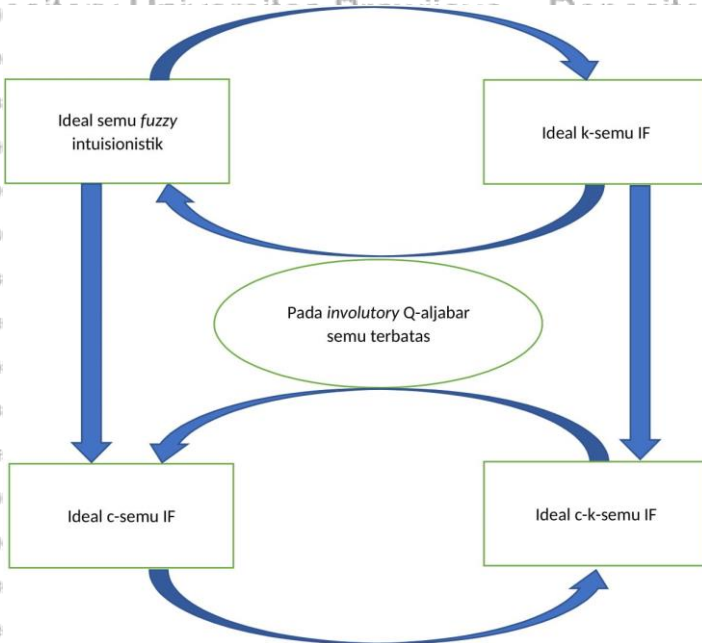 Ideal semu fuzzy
intuisionistik
Ideal k-semu IF
Pada involutory Q-aljabar
semu terbatas
Ideal c-semu IF
Ideal c-k-semu IF